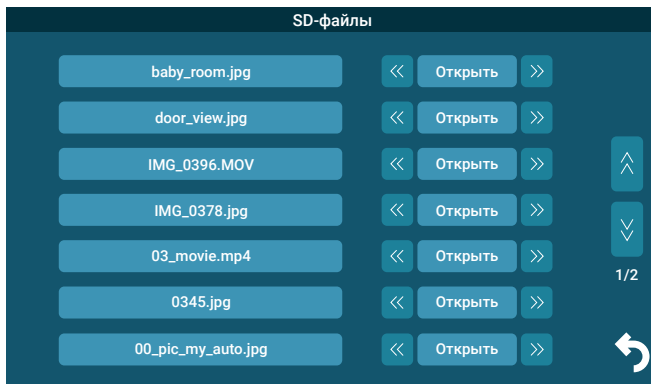 SD-файлы
baby_room.jpg << Открыть >>
door_view.jpg << Открыть >>
IMG_0396.MOV << Открыть >>
IMG_0378.jpg << Открыть >>
03_movie.mp4 << Открыть >>
0345.jpg << Открыть >>
00_pic_my_auto.jpg << Открыть >>
1/2